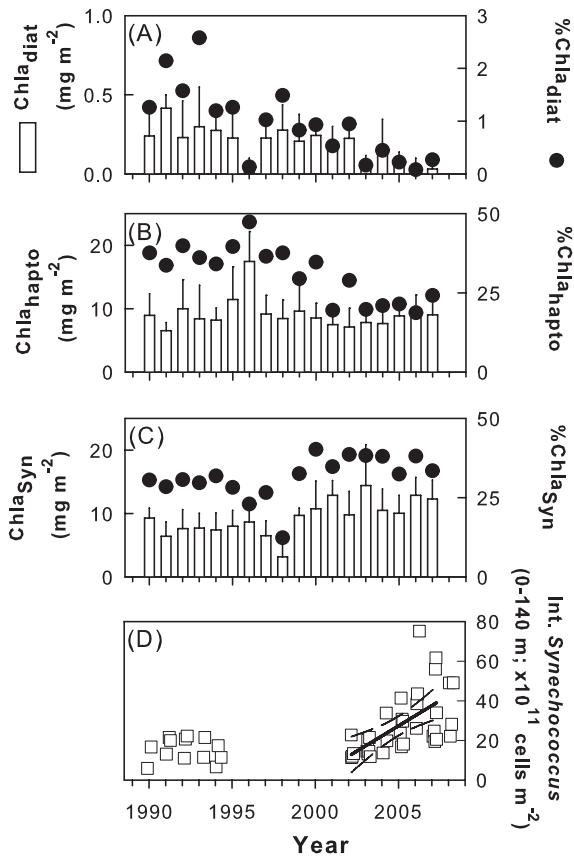 (A)
1.0
0.5
0.0
3
2
1
0
Chla diat
(mg m-2)
%Chla diat
(B)
20
10
0
50
25
0
Chla hapto
(mg m-2)
%Chla hapto
(C)
20
10
0
50
25
0
Chla Syn
(mg m-2)
%Chla Syn
(D)
80
60
40
20
0
Int. Synechococcus
(0-140 m; x10 11 cells m-2)
1990 1995 2000 2005
Year